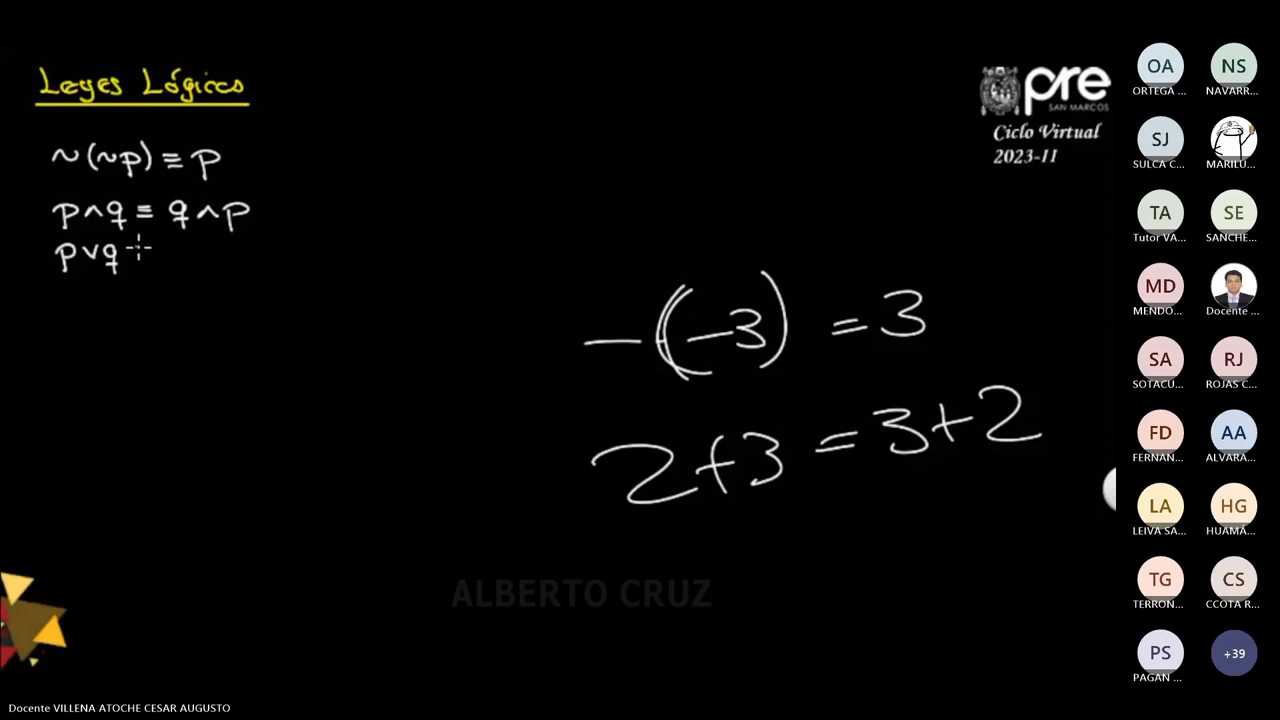 Leyes Lógicas
~(~p) ≡ p
p∧q ≡ q∧p
p∨q
-(-3) = 3
2+3 = 3+2
pre
SAN MARCOS
Ciclo Virtual
2023-II
ALBERTO CRUZ
OA NS
ORTEGA ... NAVARR...
SJ
SULCA C... MARILÚ...
TA SE
Tutor VA... SANCHE...
MD
MENDO... Docente ...
SA RJ
SOTACU... ROJAS C...
FD AA
FERNAN... ALVARA...
LA HG
LEIVA SA... HUAMÁ...
TG CS
TERRON... CCOTA R...
PS +39
PAGAN ...
Docente VILLENA ATOCHE CESAR AUGUSTO